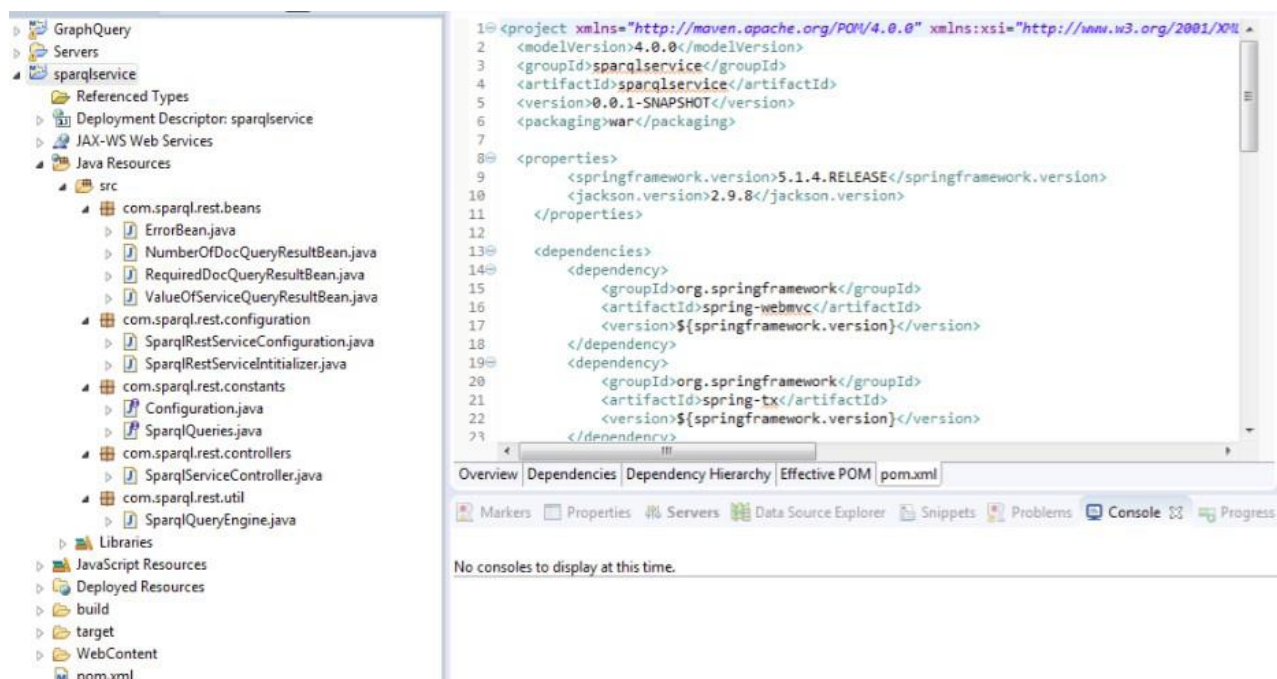 GraphQuery
Servers
sparqlservice
Referenced Types
Deployment Descriptor: sparqlservice
JAX-WS Web Services
Java Resources
src
com.sparql.rest.beans
ErrorBean.java
NumberOfDocQueryResultBean.java
RequiredDocQueryResultBean.java
ValueOfServiceQueryResultBean.java
com.sparql.rest.configuration
SparqlRestServiceConfiguration.java
SparqlRestServiceIntitializer.java
com.sparql.rest.constants
Configuration.java
SparqlQueries.java
com.sparql.rest.controllers
SparqlServiceController.java
com.sparql.rest.util
SparqlQueryEngine.java
Libraries
JavaScript Resources
Deployed Resources
build
target
WebContent
pom.xml
1 <project xmlns="http://maven.apache.org/POM/4.0.0" xmlns:xsi="http://www.w3.org/2001/XML
2 <modelVersion>4.0.0</modelVersion>
3 <groupId>sparqlservice</groupId>
4 <artifactId>sparqlservice</artifactId>
5 <version>0.0.1-SNAPSHOT</version>
6 <packaging>war</packaging>
7
8 <properties>
9 <springframework.version>5.1.4.RELEASE</springframework.version>
10 <jackson.version>2.9.8</jackson.version>
11 </properties>
12
13 <dependencies>
14 <dependency>
15 <groupId>org.springframework</groupId>
16 <artifactId>spring-webmvc</artifactId>
17 <version>${springframework.version}</version>
18 </dependency>
19 <dependency>
20 <groupId>org.springframework</groupId>
21 <artifactId>spring-tx</artifactId>
22 <version>${springframework.version}</version>
23 </dependency>
Overview Dependencies Dependency Hierarchy Effective POM pom.xml
Markers Properties Servers Data Source Explorer Snippets Problems Console Progress
No consoles to display at this time.